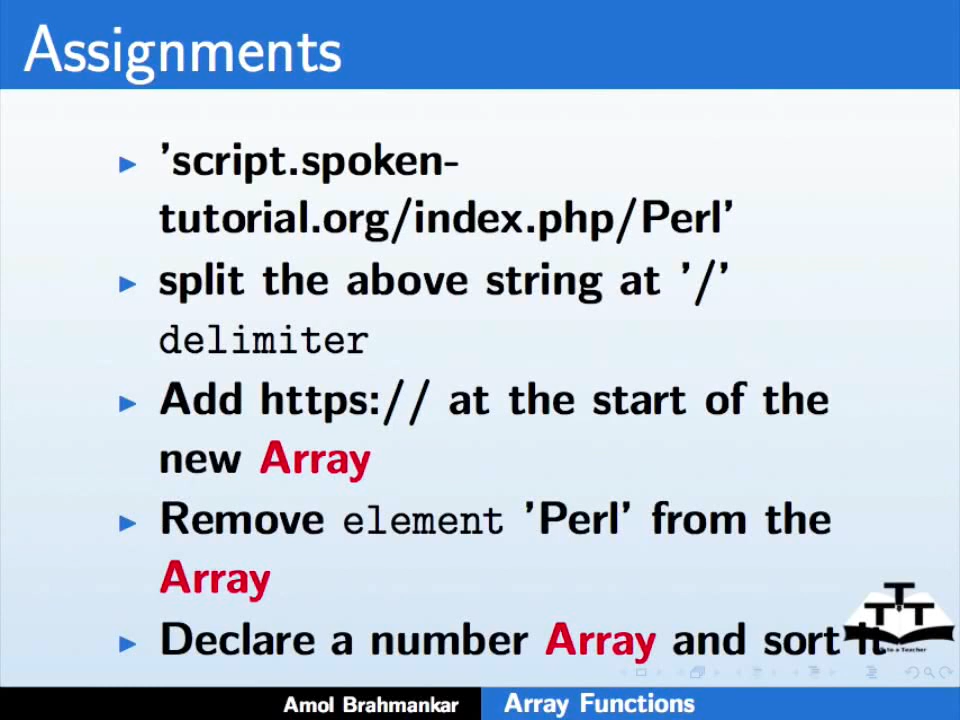 Assignments
'script.spoken-
tutorial.org/index.php/Perl'
split the above string at '/'
delimiter
Add https:// at the start of the
new Array
Remove element 'Perl' from the
Array
Declare a number Array and sort it
Amol Brahmankar
Array Functions